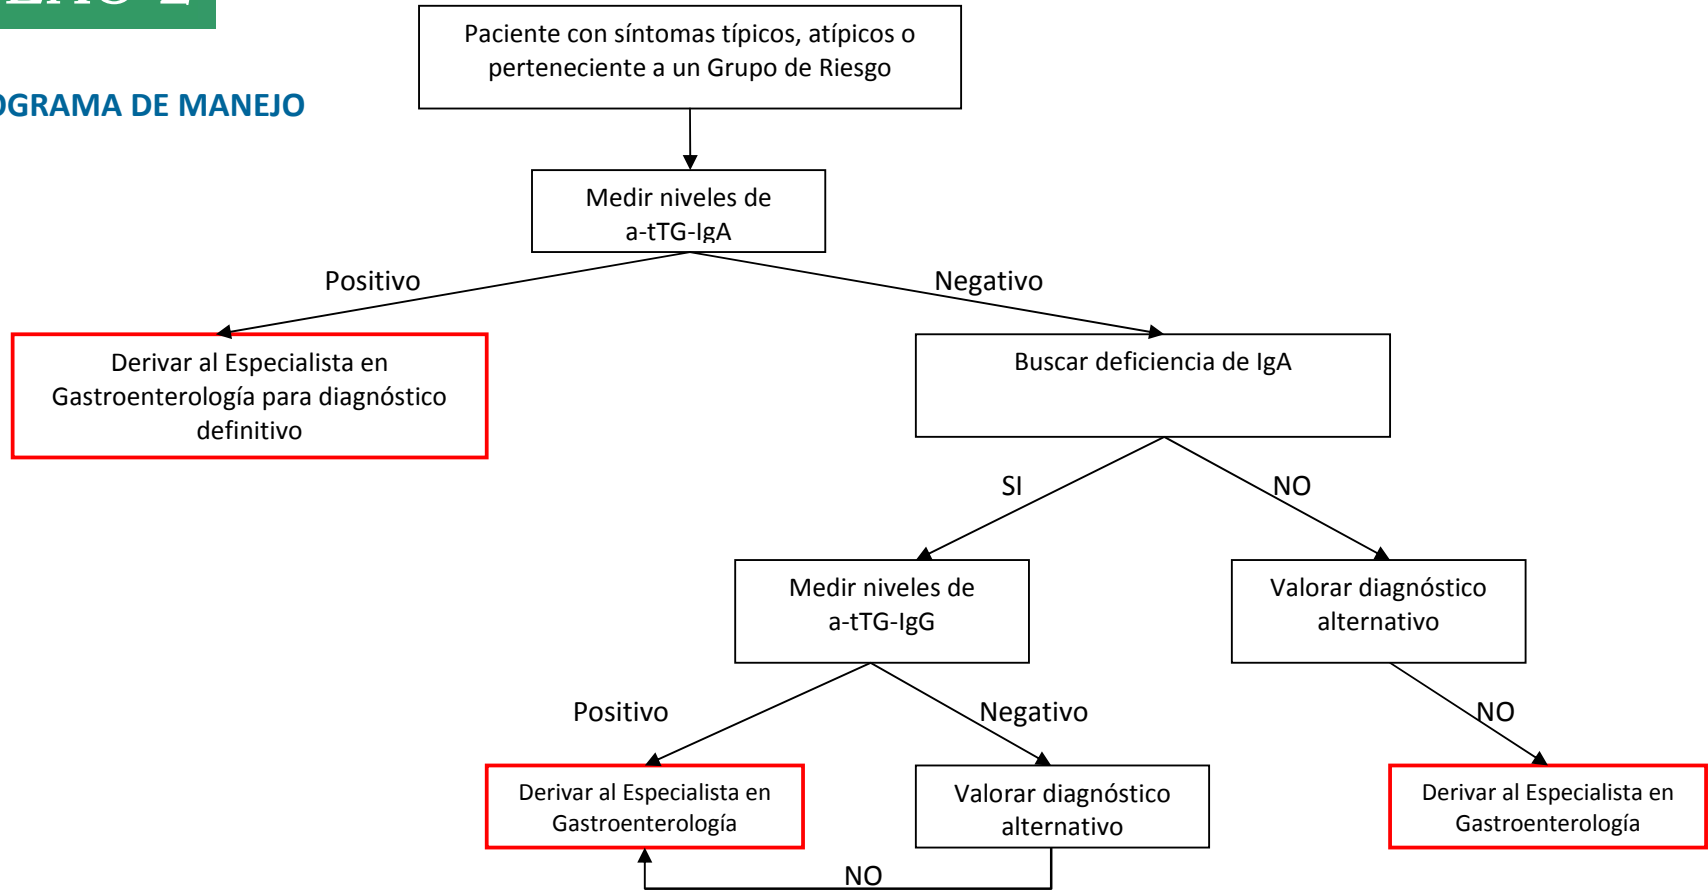 Paciente con síntomas típicos, atípicos o
perteneciente a un Grupo de Riesgo
OGRAMA DE MANEJO
Medir niveles de
a-tTG-IgA
Positivo
Negativo
Derivar al Especialista en
Gastroenterología para diagnóstico
definitivo
Buscar deficiencia de IgA
SI
NO
Medir niveles de
a-tTG-IgG
Valorar diagnóstico
alternativo
Positivo
Negativo
NO
Derivar al Especialista en
Gastroenterología
Valorar diagnóstico
alternativo
Derivar al Especialista en
Gastroenterología
NO